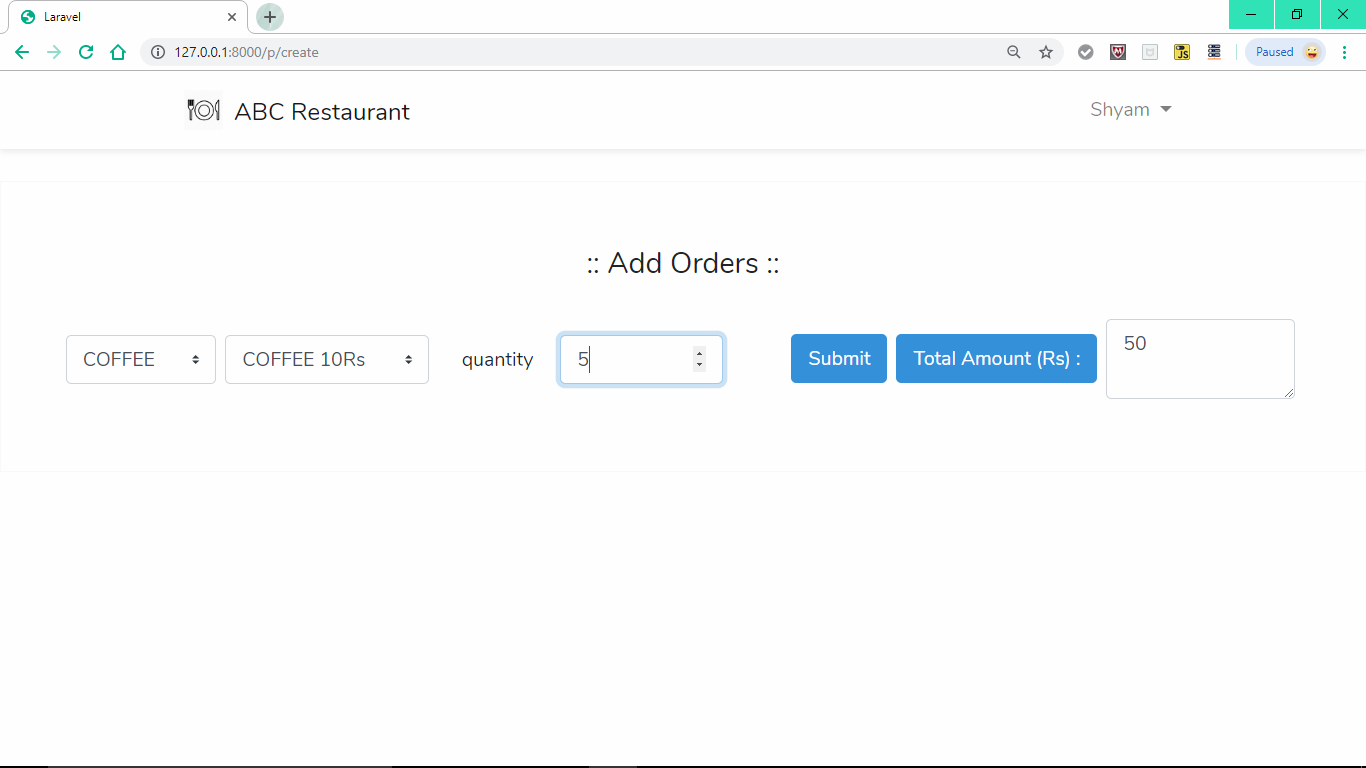 Laravel
127.0.0.1:8000/p/create
Paused
JS
ABC Restaurant
Shyam
:: Add Orders ::
COFFEE
COFFEE 10Rs
quantity
5
Submit
Total Amount (Rs) :
50